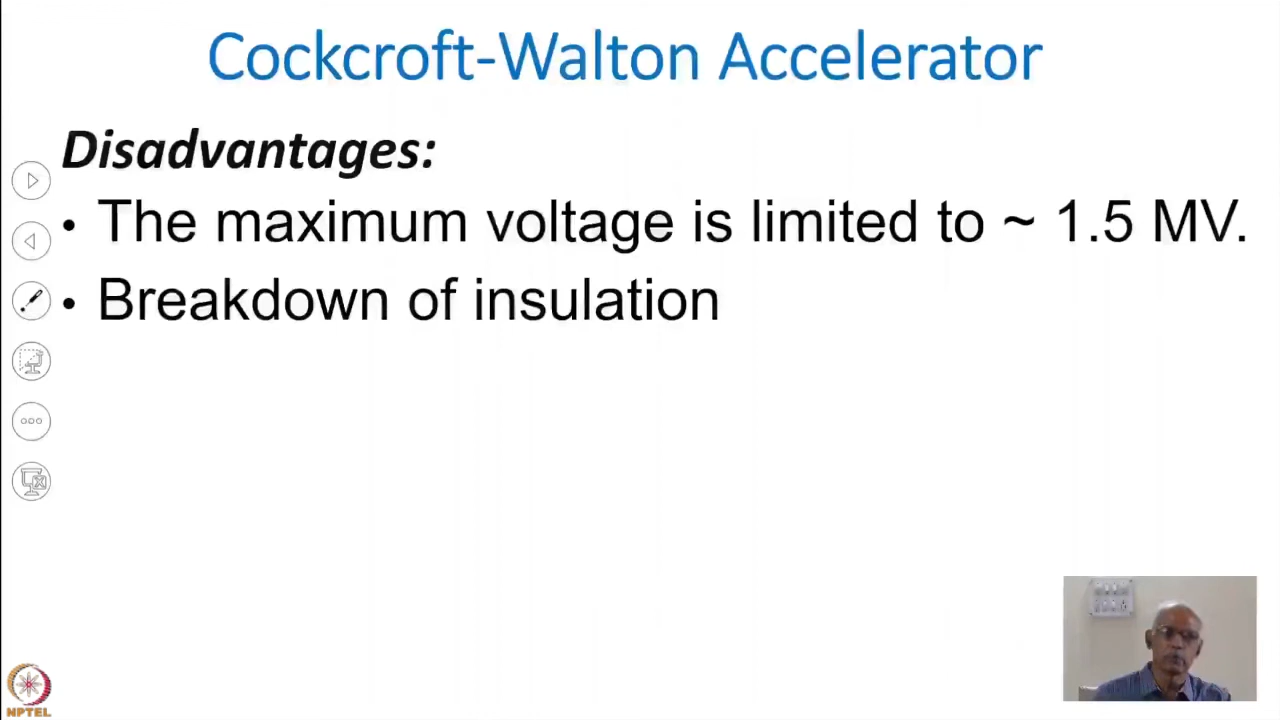 Cockcroft-Walton Accelerator
Disadvantages:
• The maximum voltage is limited to ~ 1.5 MV.
• Breakdown of insulation
NPTEL